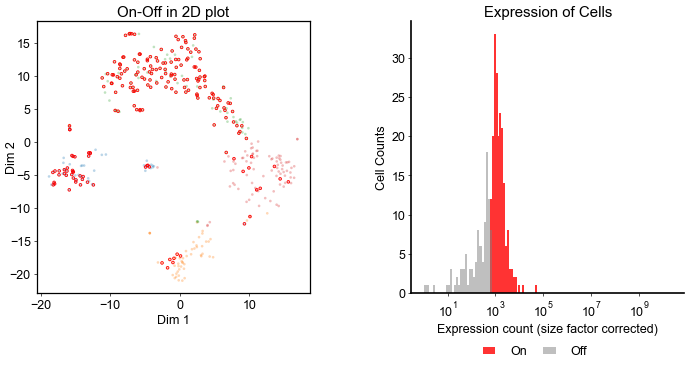 On-Off in 2D plot
Expression of Cells
15
10
5
0
−5
−10
−15
−20
Dim 2
−20 −10 0 10
Dim 1
30
25
20
15
10
5
0
Cell Counts
10^1 10^3 10^5 10^7 10^9
Expression count (size factor corrected)
On Off